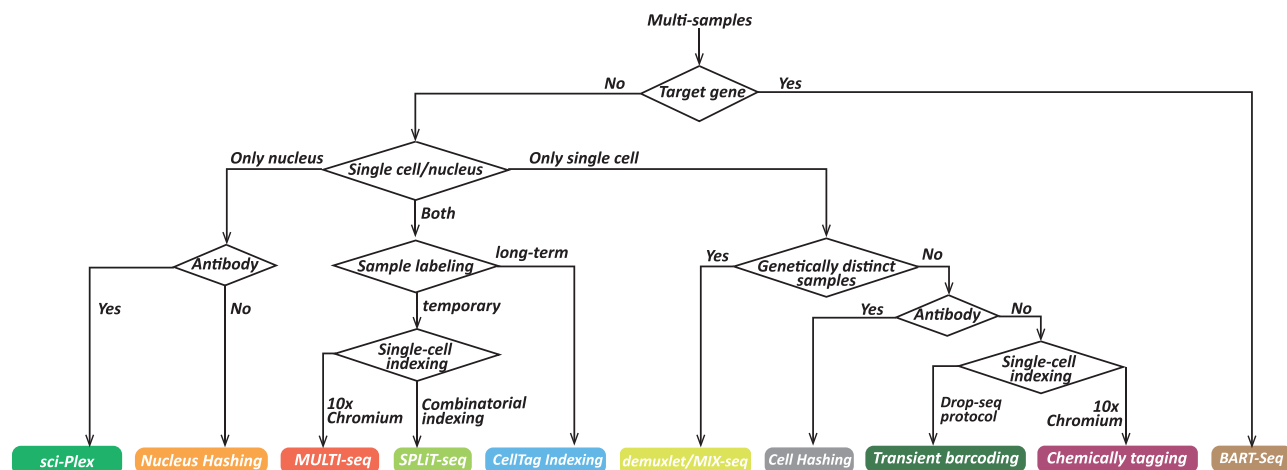 Multi-samples
No
Target gene
Yes
Only nucleus
Single cell/nucleus
Only single cell
Both
Antibody
Sample labeling
long-term
Yes
Genetically distinct
samples
No
Yes
No
temporary
Yes
Antibody
No
Single-cell
indexing
Single-cell
indexing
10x
Chromium
Combinatorial
indexing
Drop-seq
protocol
10x
Chromium
sci-Plex
Nucleus Hashing
MULTI-seq
SPLiT-seq
CellTag Indexing
demuxlet/MIX-seq
Cell Hashing
Transient barcoding
Chemically tagging
BART-Seq